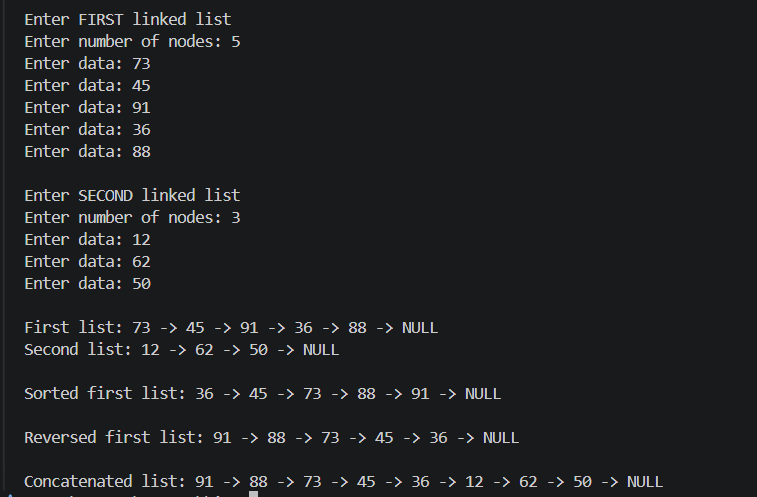 Enter FIRST linked list
Enter number of nodes: 5
Enter data: 73
Enter data: 45
Enter data: 91
Enter data: 36
Enter data: 88
Enter SECOND linked list
Enter number of nodes: 3
Enter data: 12
Enter data: 62
Enter data: 50
First list: 73 -> 45 -> 91 -> 36 -> 88 -> NULL
Second list: 12 -> 62 -> 50 -> NULL
Sorted first list: 36 -> 45 -> 73 -> 88 -> 91 -> NULL
Reversed first list: 91 -> 88 -> 73 -> 45 -> 36 -> NULL
Concatenated list: 91 -> 88 -> 73 -> 45 -> 36 -> 12 -> 62 -> 50 -> NULL